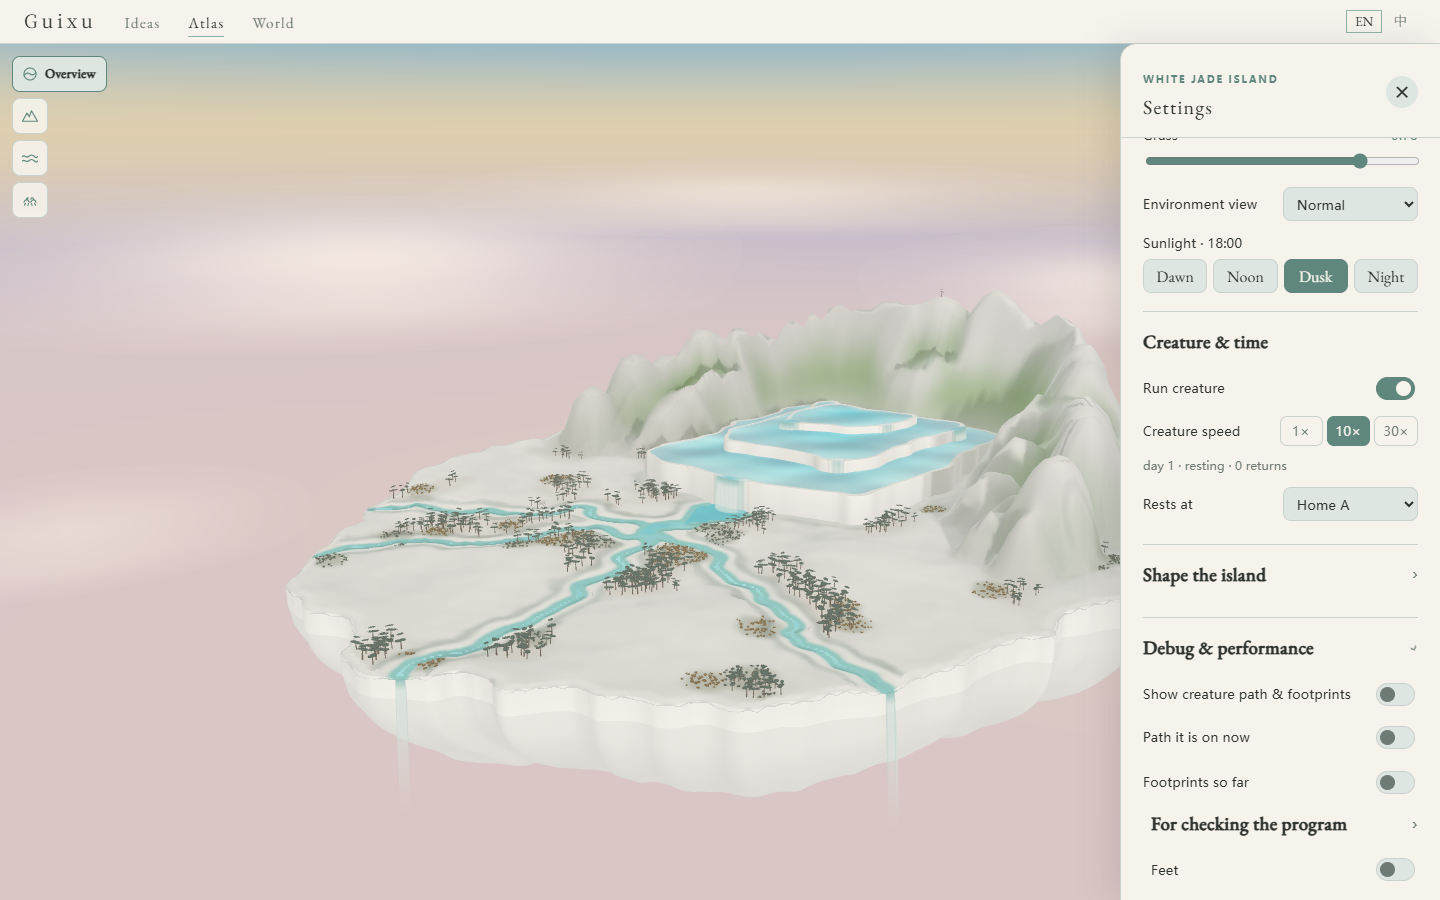 Guixu
Ideas
Atlas
World
EN
中
Overview
WHITE JADE ISLAND
Settings
Environment view
Normal
Sunlight · 18:00
Dawn
Noon
Dusk
Night
Creature & time
Run creature
Creature speed
1×
10×
30×
day 1 · resting · 0 returns
Rests at
Home A
Shape the island
Debug & performance
Show creature path & footprints
Path it is on now
Footprints so far
For checking the program
Feet